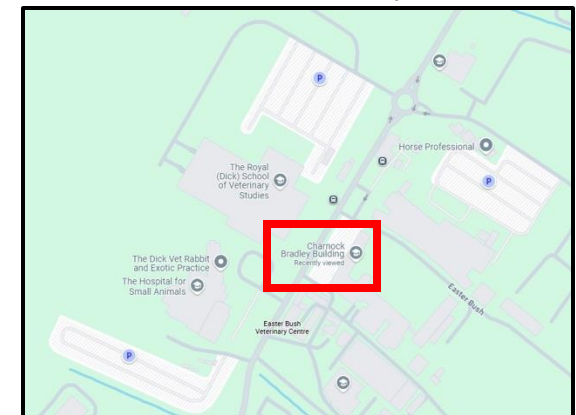 P
Horse Professional
The Royal
(Dick) School
of Veterinary
Studies
P
Charnock
Bradley Building
Recently viewed
The Dick Vet Rabbit
and Exotic Practice
The Hospital for
Small Animals
Easter Bush
Easter Bush
Veterinary Centre
P